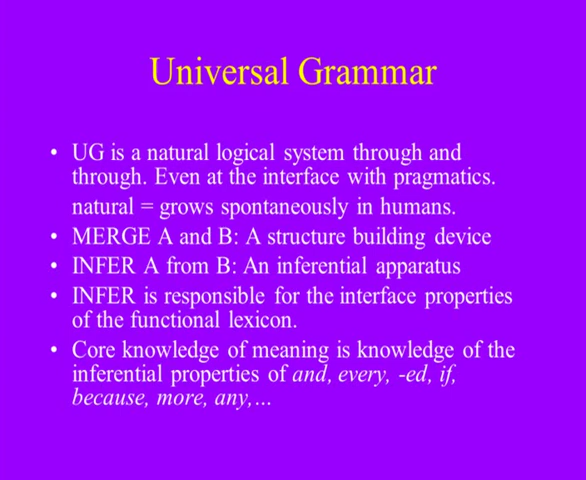 Universal Grammar
• UG is a natural logical system through and
through. Even at the interface with pragmatics.
natural = grows spontaneously in humans.
• MERGE A and B: A structure building device
• INFER A from B: An inferential apparatus
• INFER is responsible for the interface properties
of the functional lexicon.
• Core knowledge of meaning is knowledge of the
inferential properties of and, every, -ed, if,
because, more, any,…